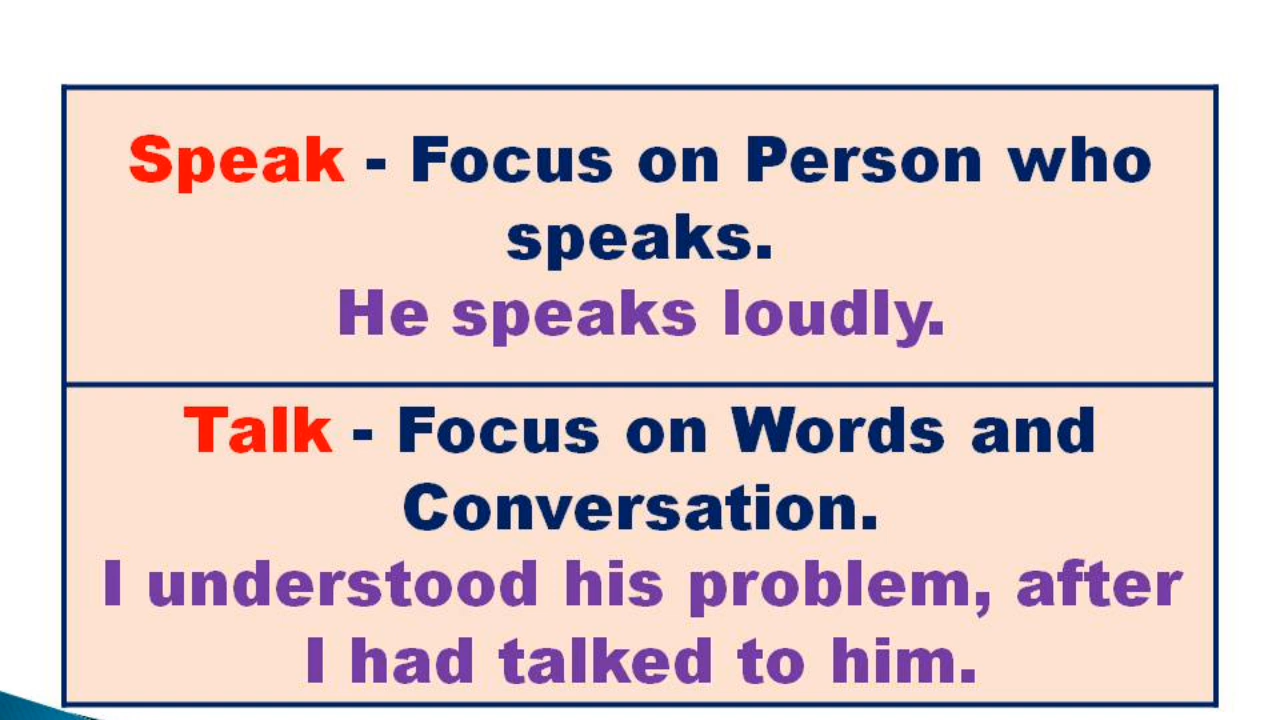 Speak - Focus on Person who
speaks.
He speaks loudly.
Talk - Focus on Words and
Conversation.
I understood his problem, after
I had talked to him.